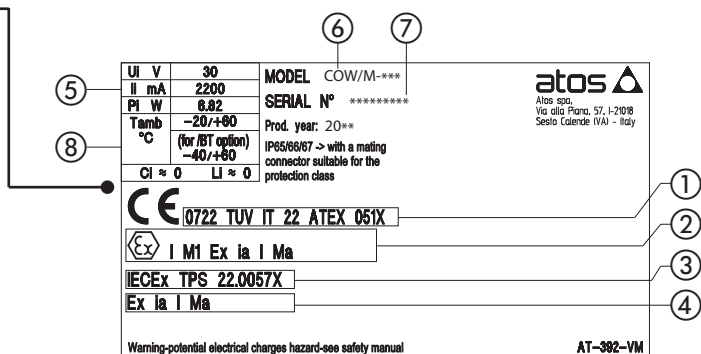 ⑥ ⑦
Ui V 30
Ii mA 2200
Pi W 6.82
Tamb °C -20/+60
(for /BT option)
-40/+60
Ci ≈ 0 Li ≈ 0
⑤
⑧
MODEL COW/M-***
SERIAL N° *********
Prod. year: 20**
IP65/66/67 -> with a mating
connector suitable for the
protection class
atos
Atos spa,
Via alla Piana, 57, I-21018
Sesto Calende (VA) - Italy
CE 0722 TUV IT 22 ATEX 051X ①
Ex I M1 Ex ia I Ma ②
IECEx TPS 22.0057X ③
Ex ia I Ma ④
Warning-potential electrical charges hazard-see safety manual AT-392-VM